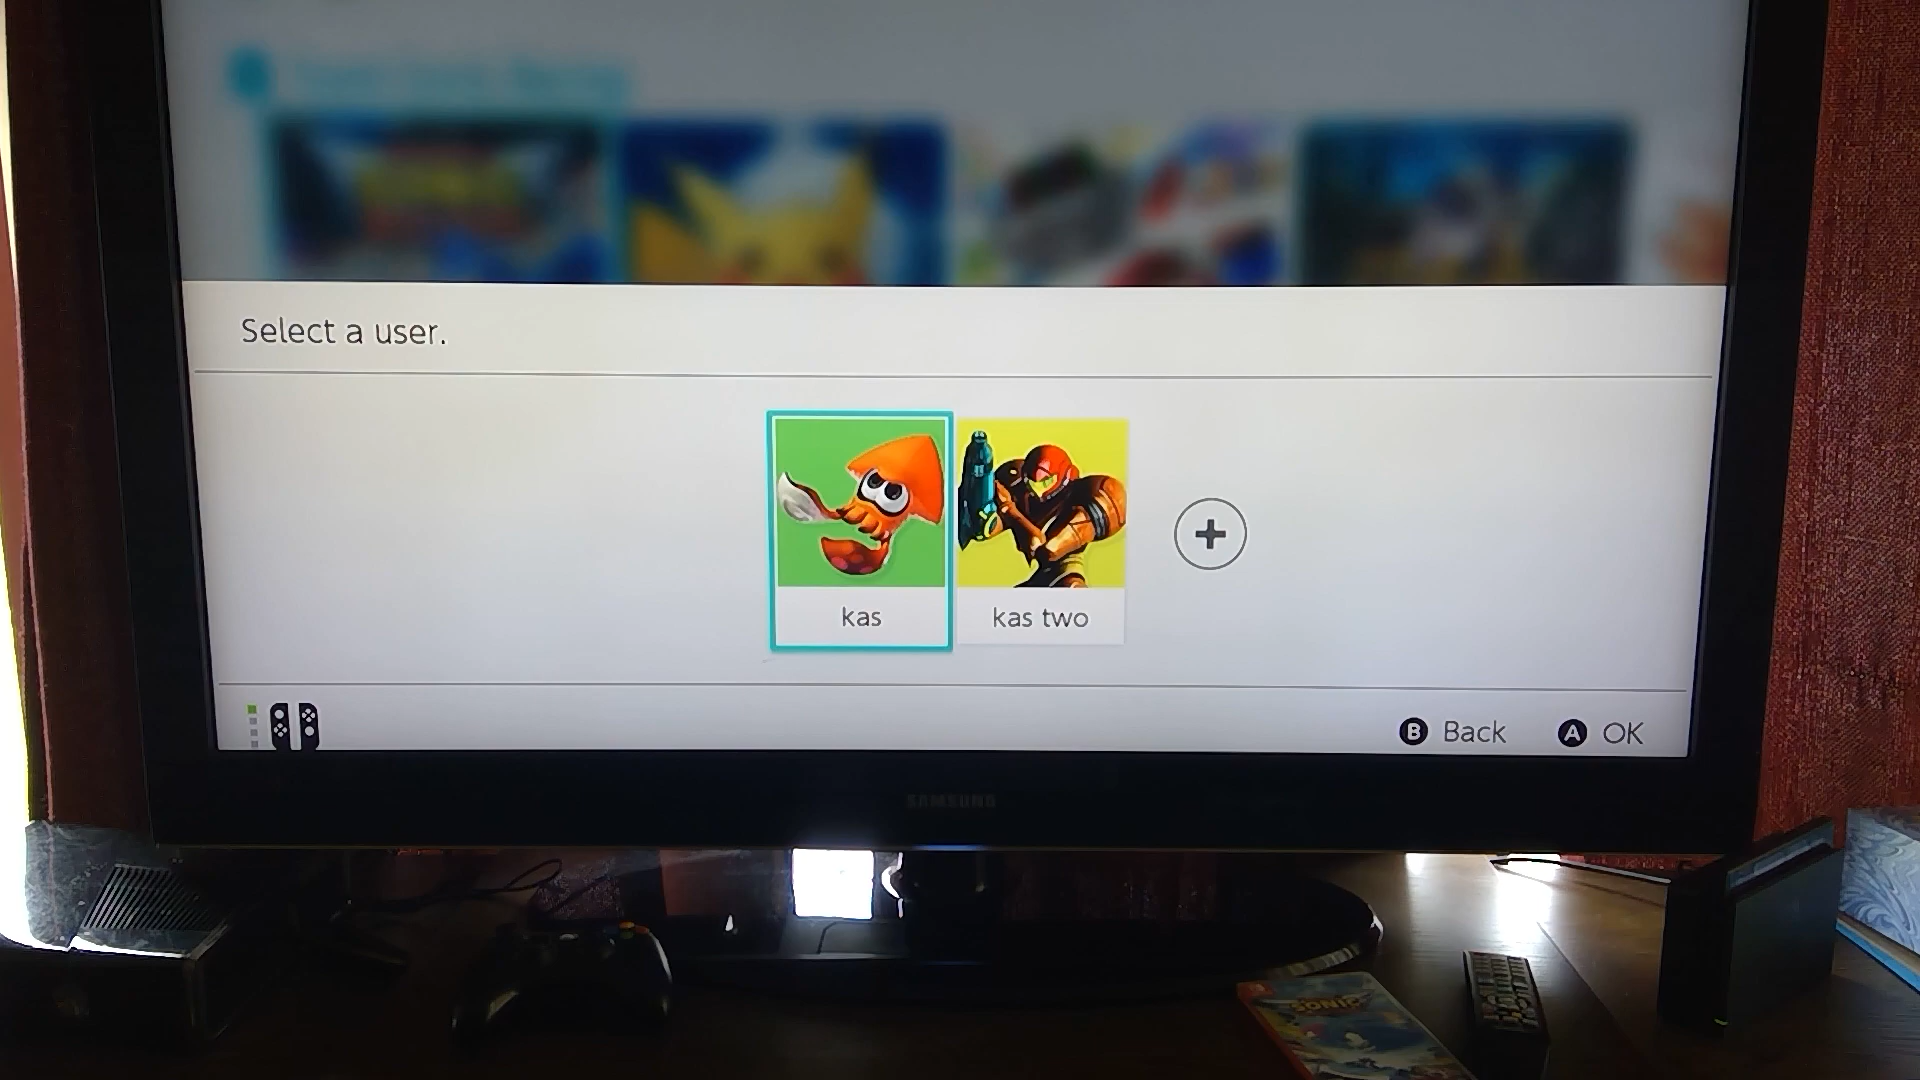 Select a user.
kas
kas two
B Back
A OK
SAMSUNG
SONIC